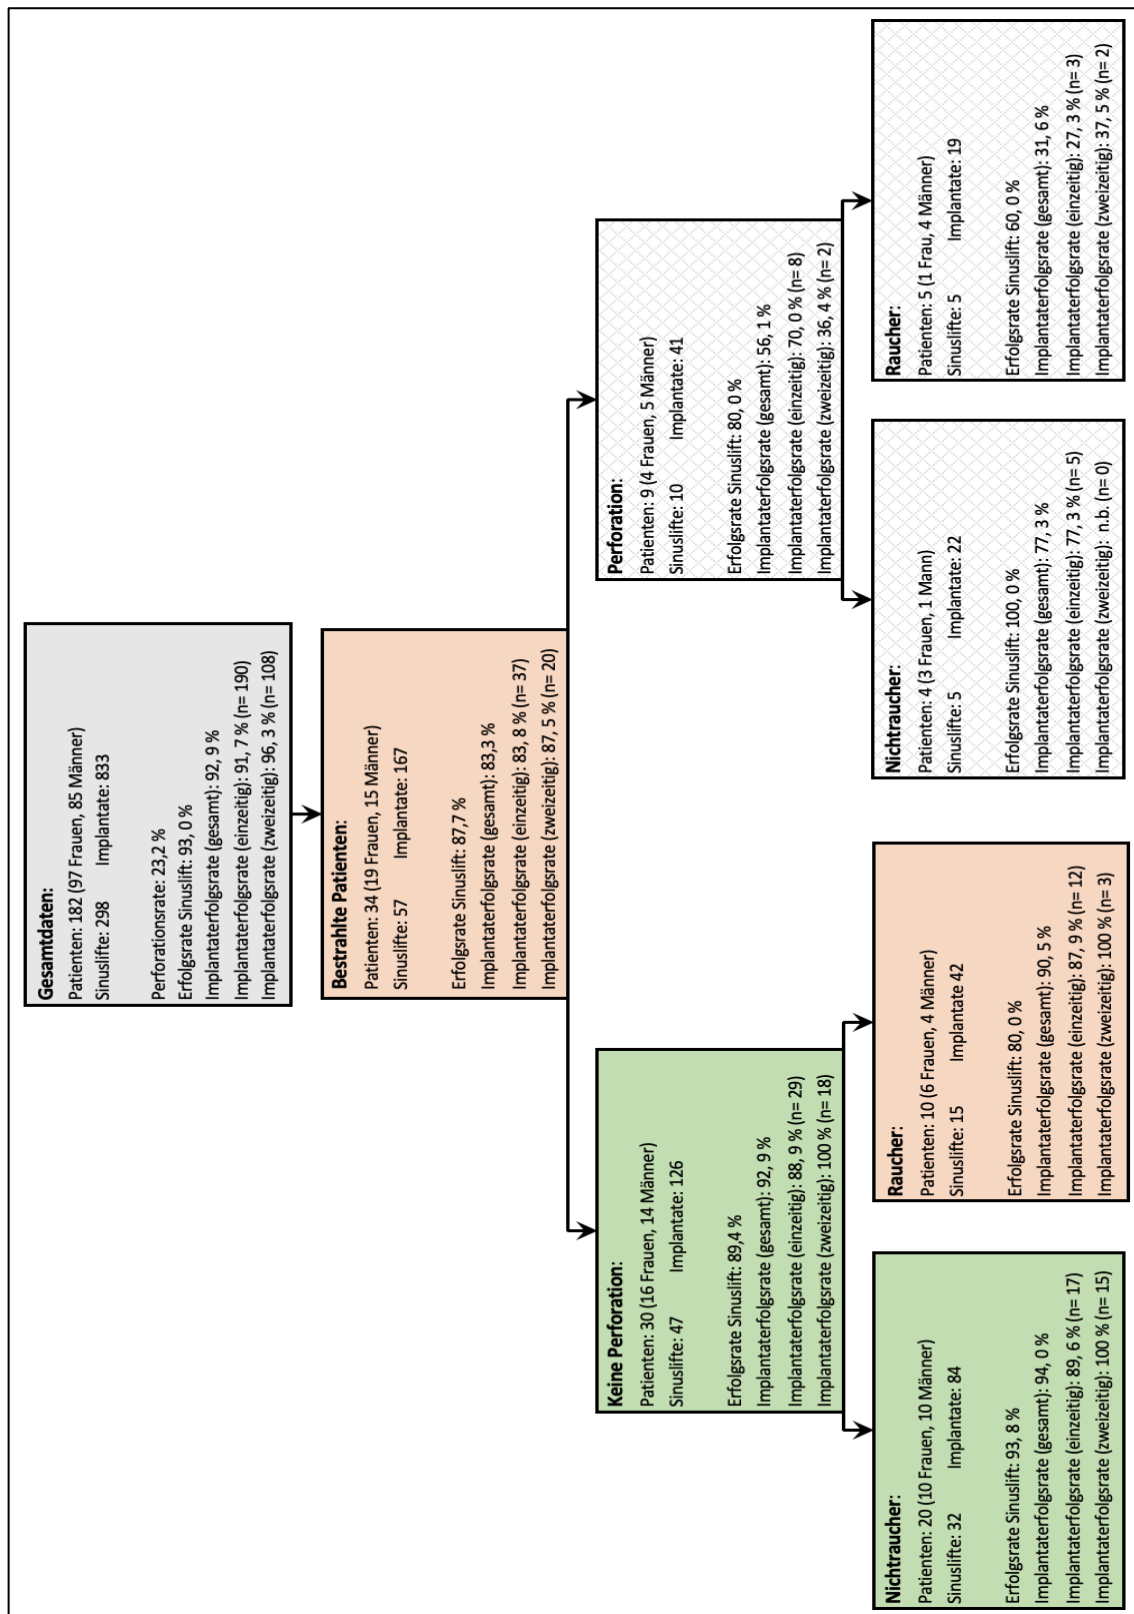 Gesamtdaten:
Patienten: 182 (97 Frauen, 85 Männer)
Sinuslifte: 298 Implantate: 833
Perforationsrate: 23,2 %
Erfolgsrate Sinuslift: 93, 0 %
Implantaterfolgsrate (gesamt): 92, 9 %
Implantaterfolgsrate (einzeitig): 91, 7 % (n= 190)
Implantaterfolgsrate (zweizeitig): 96, 3 % (n= 108)
Bestrahlte Patienten:
Patienten: 34 (19 Frauen, 15 Männer)
Sinuslifte: 57 Implantate: 167
Erfolgsrate Sinuslift: 87,7 %
Implantaterfolgsrate (gesamt): 83,3 %
Implantaterfolgsrate (einzeitig): 83, 8 % (n= 37)
Implantaterfolgsrate (zweizeitig): 87, 5 % (n= 20)
Keine Perforation:
Patienten: 30 (16 Frauen, 14 Männer)
Sinuslifte: 47 Implantate: 126
Erfolgsrate Sinuslift: 89,4 %
Implantaterfolgsrate (gesamt): 92, 9 %
Implantaterfolgsrate (einzeitig): 88, 9 % (n= 29)
Implantaterfolgsrate (zweizeitig): 100 % (n= 18)
Perforation:
Patienten: 9 (4 Frauen, 5 Männer)
Sinuslifte: 10 Implantate: 41
Erfolgsrate Sinuslift: 80, 0 %
Implantaterfolgsrate (gesamt): 56, 1 %
Implantaterfolgsrate (einzeitig): 70, 0 % (n= 8)
Implantaterfolgsrate (zweizeitig): 36, 4 % (n= 2)
Nichtraucher:
Patienten: 20 (10 Frauen, 10 Männer)
Sinuslifte: 32 Implantate: 84
Erfolgsrate Sinuslift: 93, 8 %
Implantaterfolgsrate (gesamt): 94, 0 %
Implantaterfolgsrate (einzeitig): 89, 6 % (n= 17)
Implantaterfolgsrate (zweizeitig): 100 % (n= 15)
Raucher:
Patienten: 10 (6 Frauen, 4 Männer)
Sinuslifte: 15 Implantate 42
Erfolgsrate Sinuslift: 80, 0 %
Implantaterfolgsrate (gesamt): 90, 5 %
Implantaterfolgsrate (einzeitig): 87, 9 % (n= 12)
Implantaterfolgsrate (zweizeitig): 100 % (n= 3)
Nichtraucher:
Patienten: 4 (3 Frauen, 1 Mann)
Sinuslifte: 5 Implantate: 22
Erfolgsrate Sinuslift: 100, 0 %
Implantaterfolgsrate (gesamt): 77, 3 %
Implantaterfolgsrate (einzeitig): 77, 3 % (n= 5)
Implantaterfolgsrate (zweizeitig): n.b. (n= 0)
Raucher:
Patienten: 5 (1 Frau, 4 Männer)
Sinuslifte: 5 Implantate: 19
Erfolgsrate Sinuslift: 60, 0 %
Implantaterfolgsrate (gesamt): 31, 6 %
Implantaterfolgsrate (einzeitig): 27, 3 % (n= 3)
Implantaterfolgsrate (zweizeitig): 37, 5 % (n= 2)